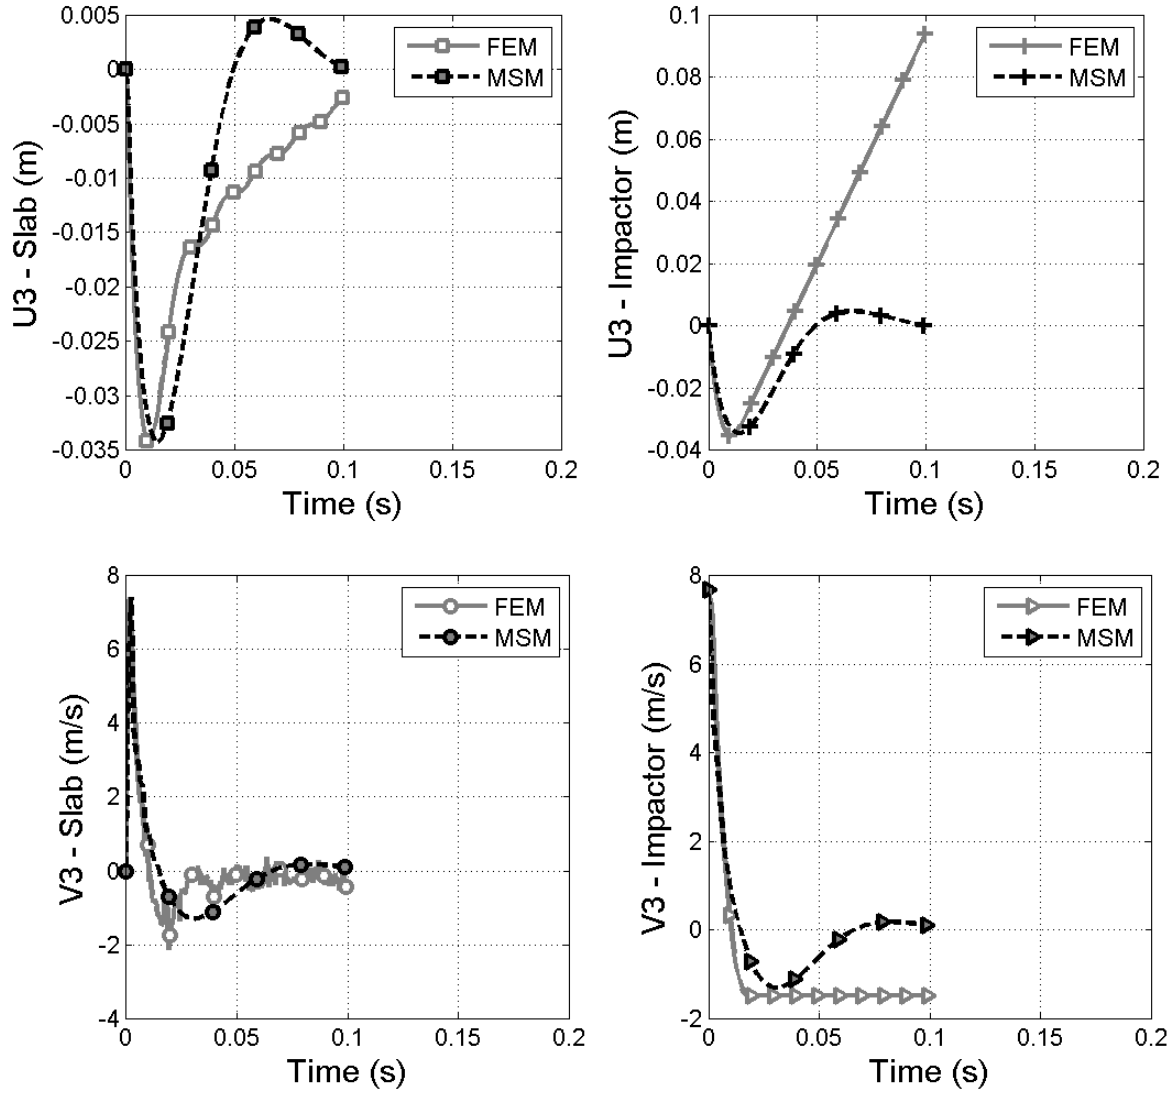 0.005
0
-0.005
-0.01
-0.015
-0.02
-0.025
-0.03
-0.035
U3 - Slab (m)
FEM
MSM
0 0.05 0.1 0.15 0.2
Time (s)
0.1
0.08
0.06
0.04
0.02
0
-0.02
-0.04
U3 - Impactor (m)
FEM
MSM
0 0.05 0.1 0.15 0.2
Time (s)
8
6
4
2
0
-2
-4
V3 - Slab (m/s)
FEM
MSM
0 0.05 0.1 0.15 0.2
Time (s)
8
6
4
2
0
-2
V3 - Impactor (m/s)
FEM
MSM
0 0.05 0.1 0.15 0.2
Time (s)